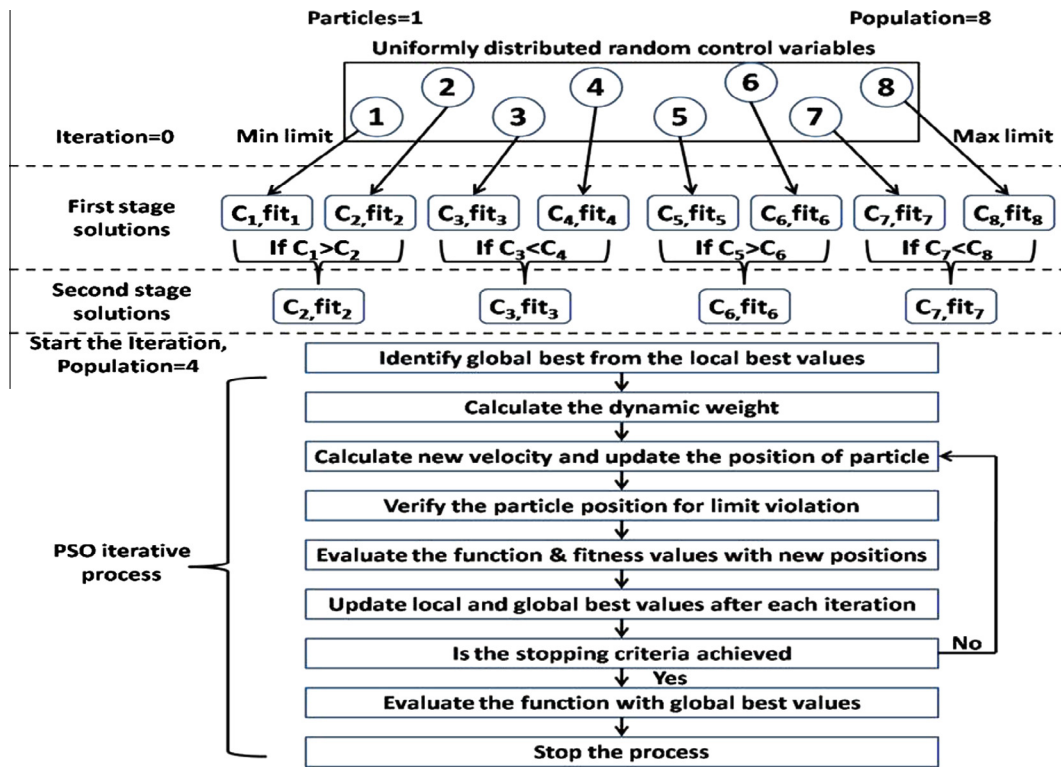 Particles=1 Population=8
Uniformly distributed random control variables
2 4 6 8
1 3 5 7
Iteration=0 Min limit Max limit
First stage solutions
C₁,fit₁ C₂,fit₂ C₃,fit₃ C₄,fit₄ C₅,fit₅ C₆,fit₆ C₇,fit₇ C₈,fit₈
If C₁>C₂ If C₃<C₄ If C₅>C₆ If C₇<C₈
Second stage solutions
C₂,fit₂ C₃,fit₃ C₆,fit₆ C₇,fit₇
Start the Iteration,
Population=4
Identify global best from the local best values
Calculate the dynamic weight
Calculate new velocity and update the position of particle
Verify the particle position for limit violation
PSO iterative
process
Evaluate the function & fitness values with new positions
Update local and global best values after each iteration
Is the stopping criteria achieved
No
Yes
Evaluate the function with global best values
Stop the process